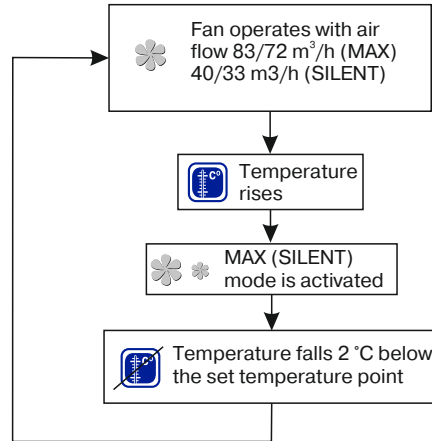 Fan operates with air
flow 83/72 m³/h (MAX)
40/33 m3/h (SILENT)
C°
Temperature
rises
MAX (SILENT)
mode is activated
C°
Temperature falls 2 °C below
the set temperature point